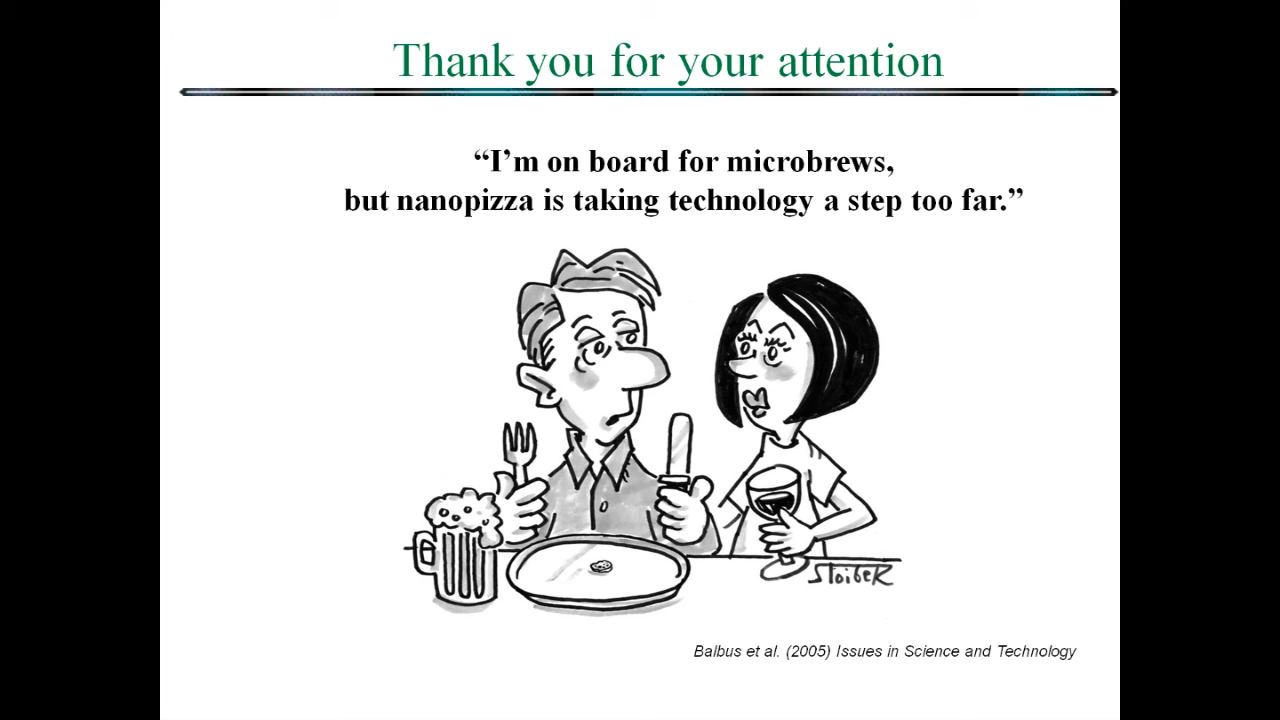 Thank you for your attention
“I’m on board for microbrews,
but nanopizza is taking technology a step too far.”
StoibeR
Balbus et al. (2005) Issues in Science and Technology